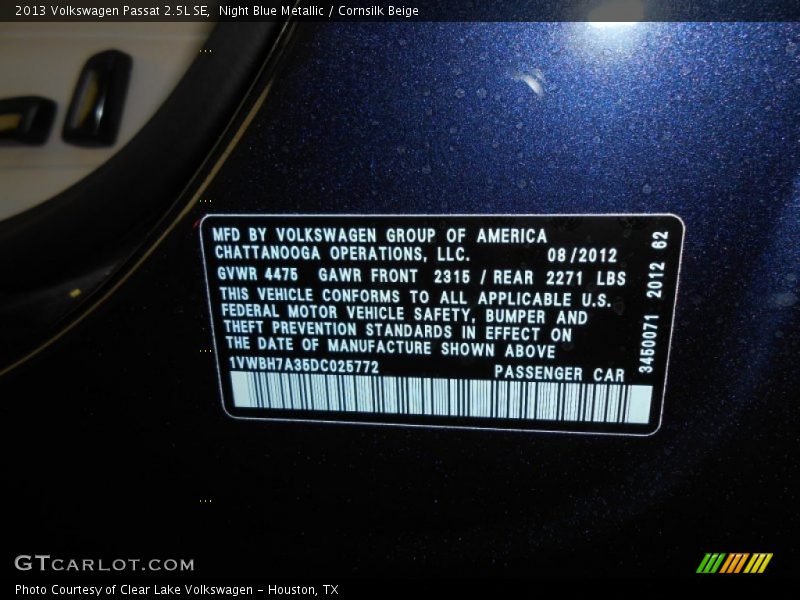 2013 Volkswagen Passat 2.5L SE,  Night Blue Metallic / Cornsilk Beige
MFD BY VOLKSWAGEN GROUP OF AMERICA
CHATTANOOGA OPERATIONS, LLC. 08/2012
GVWR 4475 GAWR FRONT 2315 / REAR 2271 LBS
THIS VEHICLE CONFORMS TO ALL APPLICABLE U.S.
FEDERAL MOTOR VEHICLE SAFETY, BUMPER AND
THEFT PREVENTION STANDARDS IN EFFECT ON
THE DATE OF MANUFACTURE SHOWN ABOVE
1VWBH7A35DC025772 PASSENGER CAR
3450071 2012 62
GTCARLOT.COM
Photo Courtesy of Clear Lake Volkswagen - Houston, TX